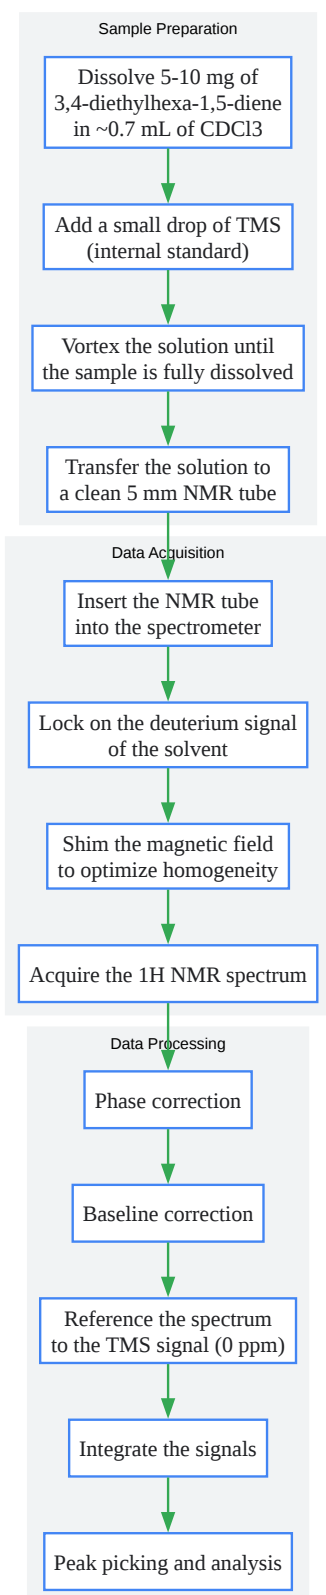 Sample Preparation
Dissolve 5-10 mg of
3,4-diethylhexa-1,5-diene
in ~0.7 mL of CDCl3
Add a small drop of TMS
(internal standard)
Vortex the solution until
the sample is fully dissolved
Transfer the solution to
a clean 5 mm NMR tube
Data Acquisition
Insert the NMR tube
into the spectrometer
Lock on the deuterium signal
of the solvent
Shim the magnetic field
to optimize homogeneity
Acquire the 1H NMR spectrum
Data Processing
Phase correction
Baseline correction
Reference the spectrum
to the TMS signal (0 ppm)
Integrate the signals
Peak picking and analysis